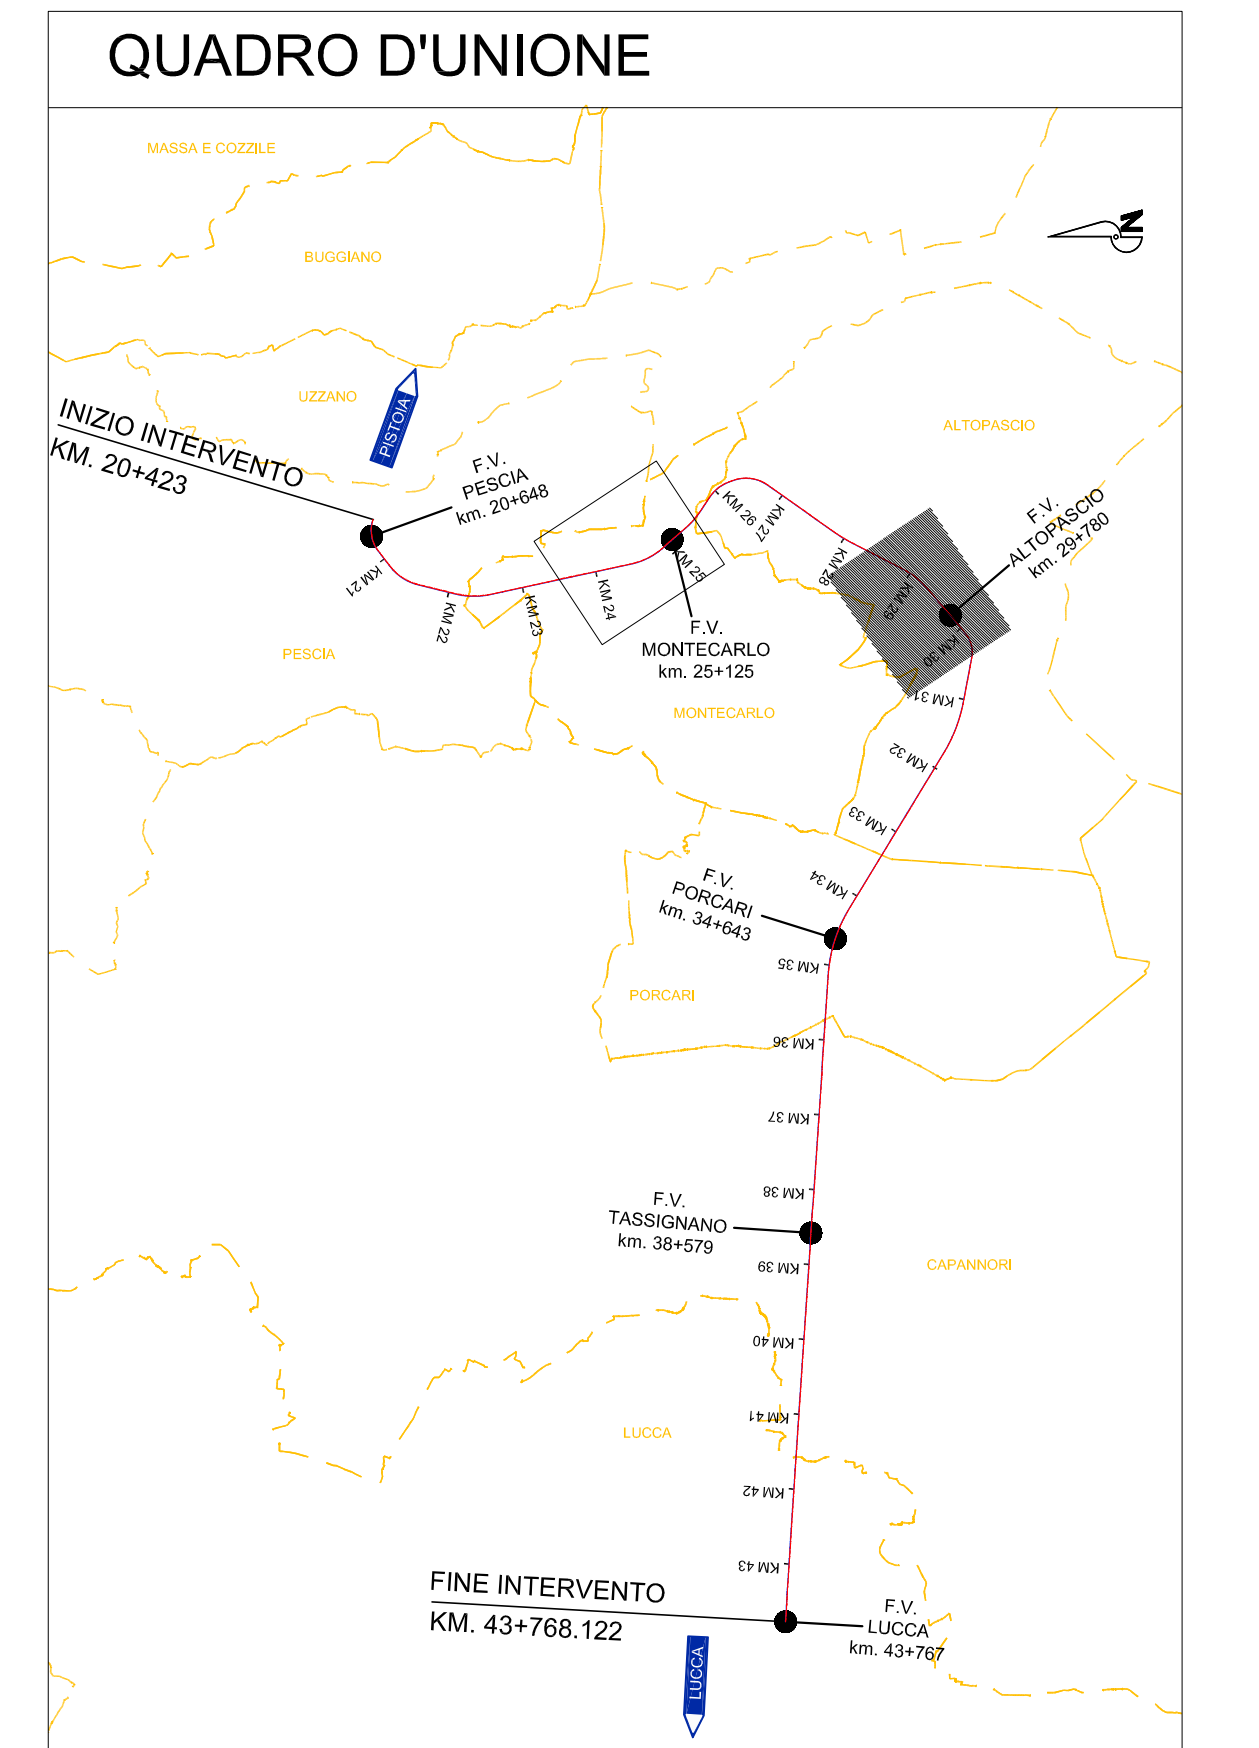 QUADRO D'UNIONE
MASSA E COZZILE
N
BUGGIANO
UZZANO
PISTOIA
INIZIO INTERVENTO
KM. 20+423
ALTOPASCIO
F.V.
PESCIA
km. 20+648
F.V.
ALTOPASCIO
km. 29+780
KM 21
KM 22
KM 23
KM 24
KM 25
KM 26
KM 27
KM 28
KM 29
KM 30
F.V.
MONTECARLO
km. 25+125
PESCIA
MONTECARLO
KM 31
KM 32
KM 33
KM 34
F.V.
PORCARI
km. 34+643
KM 35
PORCARI
KM 36
KM 37
KM 38
F.V.
TASSIGNANO
km. 38+579
KM 39
CAPANNORI
KM 40
KM 41
LUCCA
KM 42
KM 43
FINE INTERVENTO
KM. 43+768.122
F.V.
LUCCA
km. 43+767
LUCCA